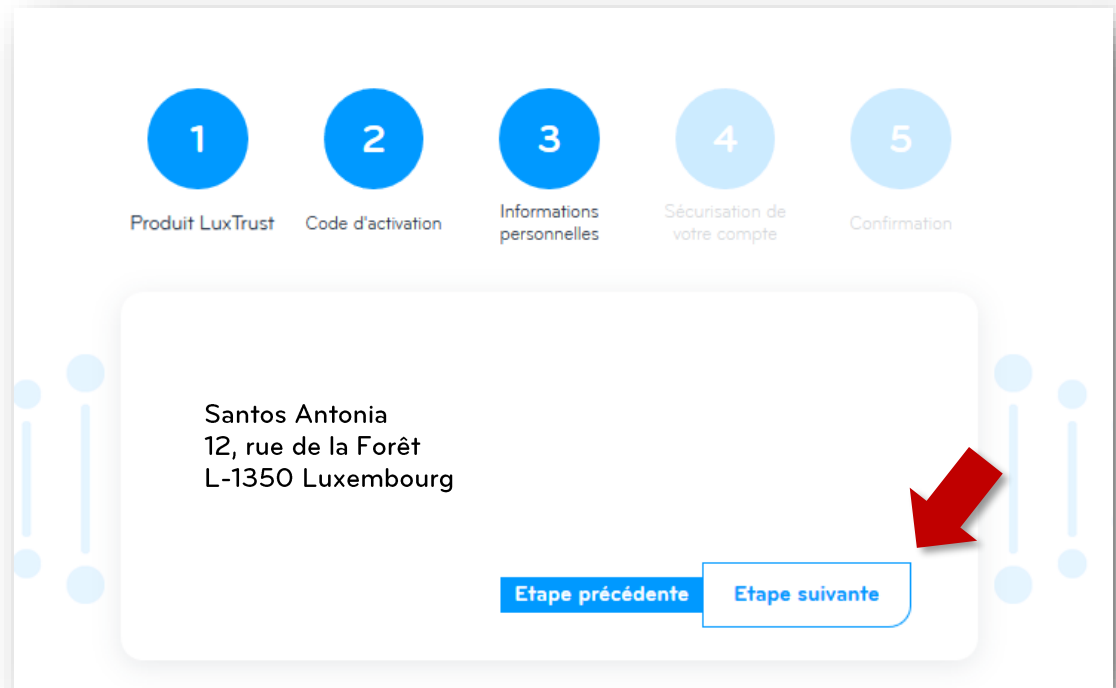 1
2
3
4
5
Produit LuxTrust
Code d'activation
Informations
personnelles
Sécurisation de
votre compte
Confirmation
Santos Antonia
12, rue de la Forêt
L-1350 Luxembourg
Etape précédente
Etape suivante